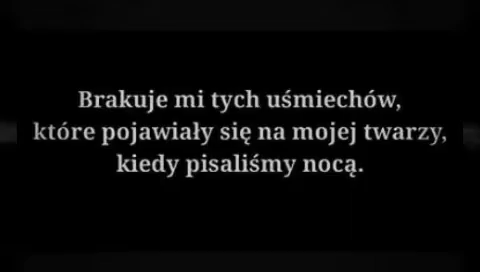 Brakuje mi tych uśmiechów,
które pojawiały się na mojej twarzy,
kiedy pisaliśmy nocą.